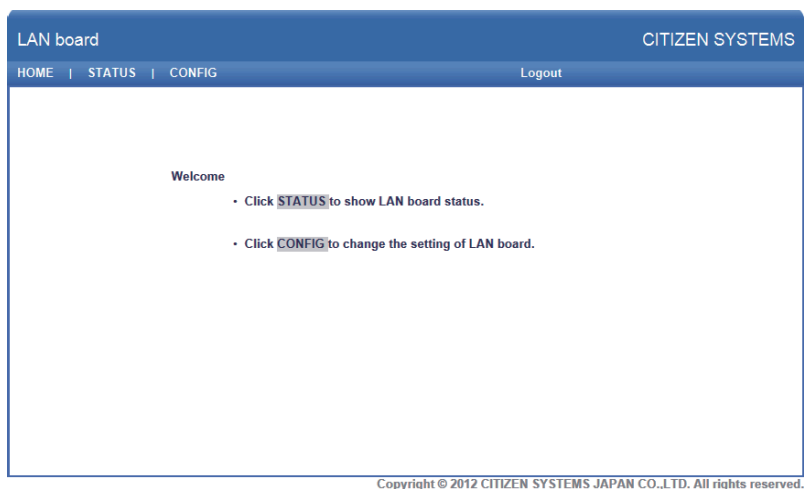 LAN board CITIZEN SYSTEMS
HOME | STATUS | CONFIG Logout
Welcome
• Click STATUS to show LAN board status.
• Click CONFIG to change the setting of LAN board.
Copyright © 2012 CITIZEN SYSTEMS JAPAN CO.,LTD. All rights reserved.